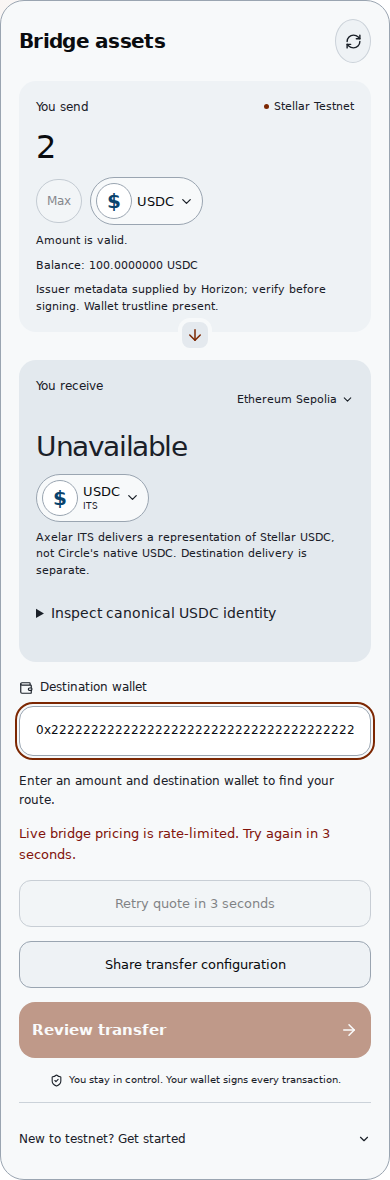 Bridge assets
You send
Stellar Testnet
2
Max
$ USDC
Amount is valid.
Balance: 100.0000000 USDC
Issuer metadata supplied by Horizon; verify before
signing. Wallet trustline present.
You receive
Ethereum Sepolia
Unavailable
$ USDC
ITS
Axelar ITS delivers a representation of Stellar USDC,
not Circle's native USDC. Destination delivery is
separate.
Inspect canonical USDC identity
Destination wallet
0x2222222222222222222222222222222222222222
Enter an amount and destination wallet to find your
route.
Live bridge pricing is rate-limited. Try again in 3
seconds.
Retry quote in 3 seconds
Share transfer configuration
Review transfer
You stay in control. Your wallet signs every transaction.
New to testnet? Get started